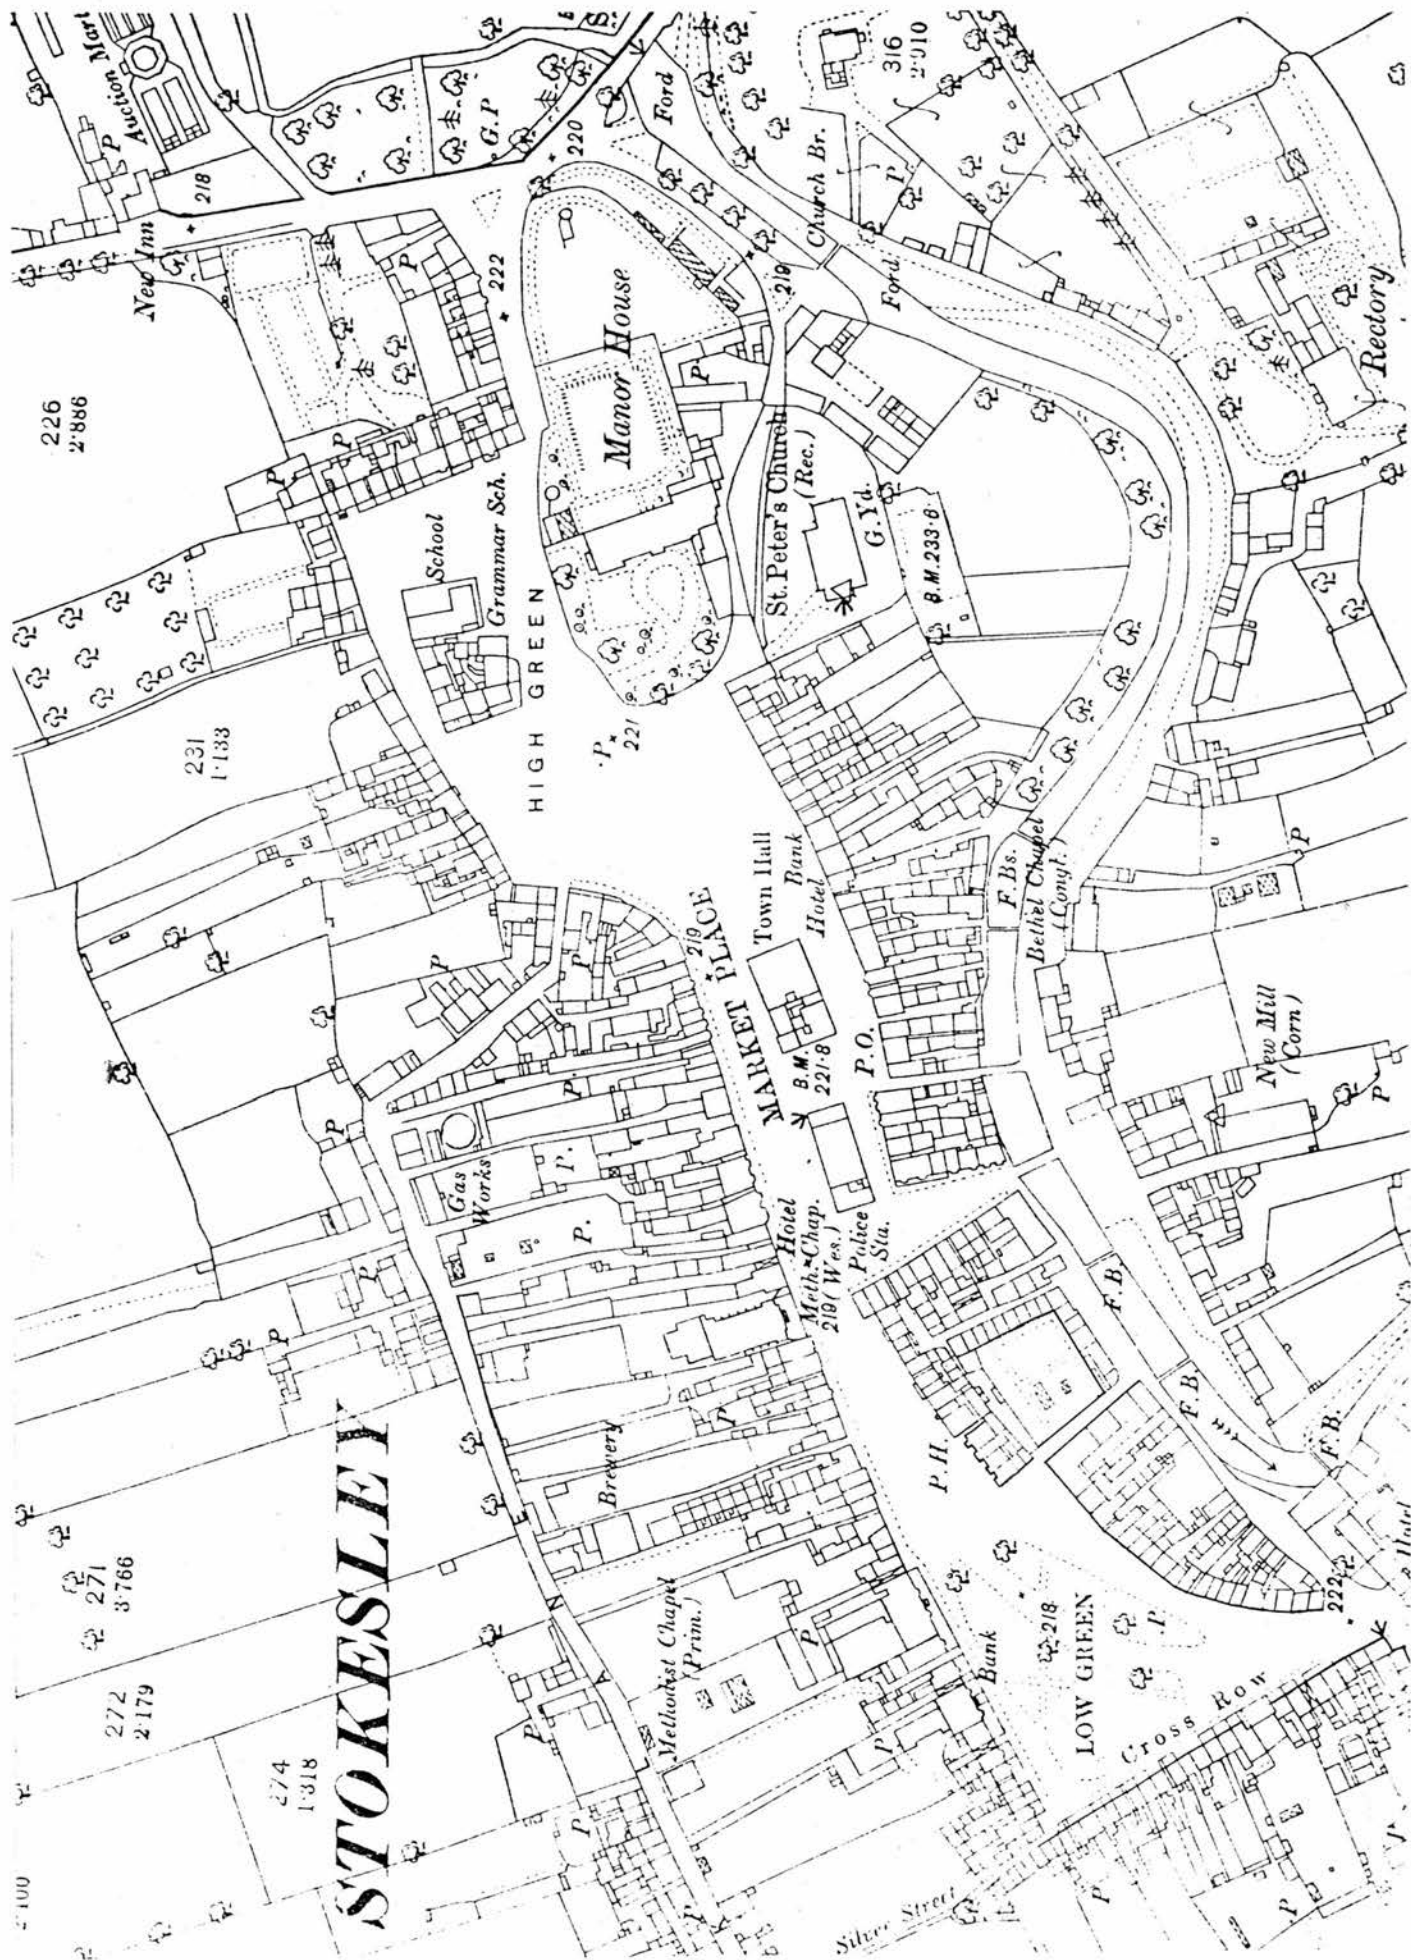 STOKESLEY
2·100
274
1·318
272
2·179
271
3·766
231
1·133
226
2·886
New Inn
218
P
Auction Mart
P
G.P
220
Ford
222
P
P
P
School
Grammar Sch.
HIGH GREEN
Manor House
P
219
Church Br.
Ford
316
2·910
P
Rectory
St. Peter's Church
(Rec.)
G. Yd.
B.M. 233·6
P
221
MARKET PLACE
219
Town Hall
Bank
Hotel
B.M.
221·8
P.O.
F. Bs.
Bethel Chapel
(Congl.)
P
New Mill
(Corn)
P
P
P
P
P.
P.
P.
Gas
Works
P
P
Hotel
Meth. Chap.
219 (Wes.)
Police
Sta.
F.B.
F.B.
F.B.
P.H.
Brewery
P
Methodist Chapel
(Prim.)
P
P
P
P
P
Bank
218
P
LOW GREEN
Cross Row
222
Hotel
Silver Street
P
P